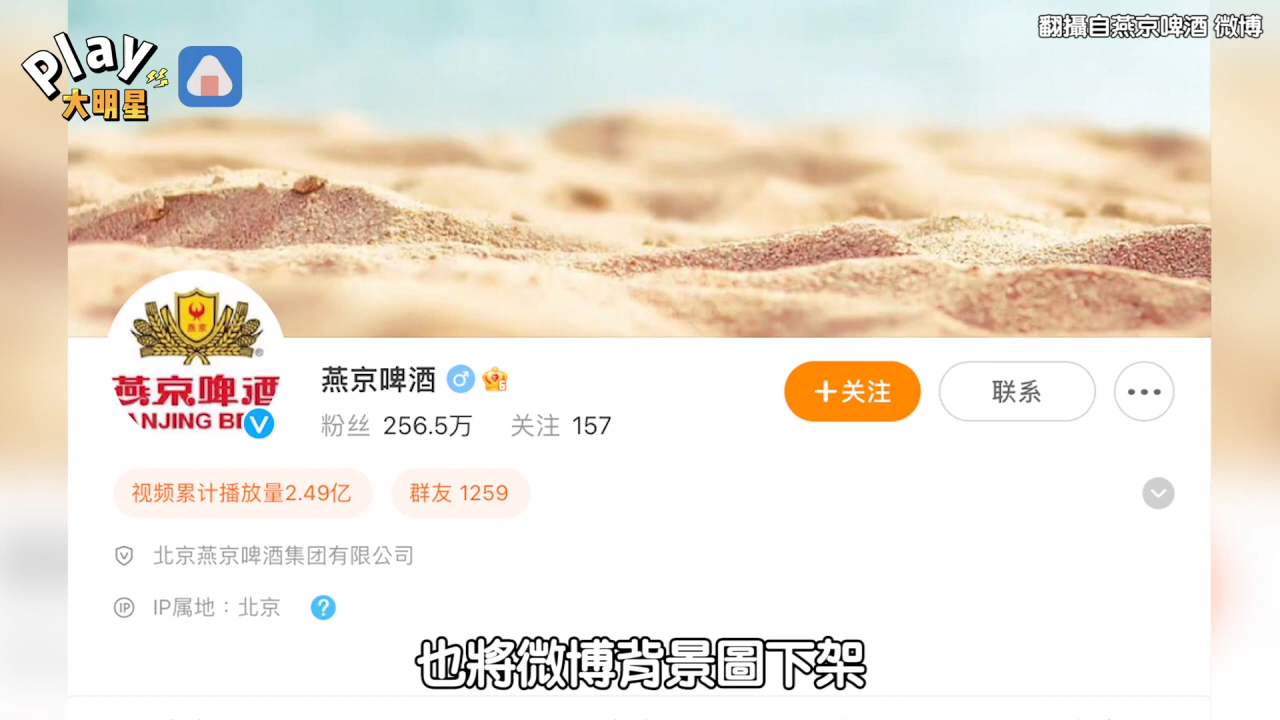 翻攝自燕京啤酒 微博
Play
大明星
燕京
燕京啤酒
燕京啤酒
粉丝 256.5万 关注 157
+关注
联系
视频累计播放量2.49亿
群友 1259
北京燕京啤酒集团有限公司
IP IP属地：北京
也將微博背景圖下架